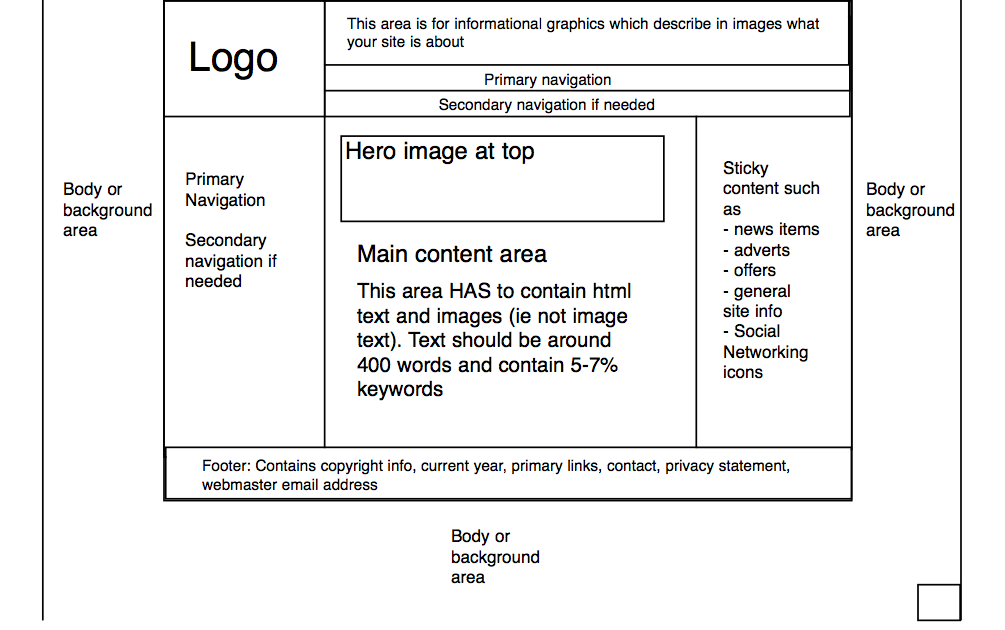 Logo
This area is for informational graphics which describe in images what
your site is about
Primary navigation
Secondary navigation if needed
Body or
background
area
Primary
Navigation
Secondary
navigation if
needed
Hero image at top
Main content area
This area HAS to contain html
text and images (ie not image
text). Text should be around
400 words and contain 5-7%
keywords
Sticky
content such
as
- news items
- adverts
- offers
- general
site info
- Social
Networking
icons
Body or
background
area
Footer: Contains copyright info, current year, primary links, contact, privacy statement,
webmaster email address
Body or
background
area